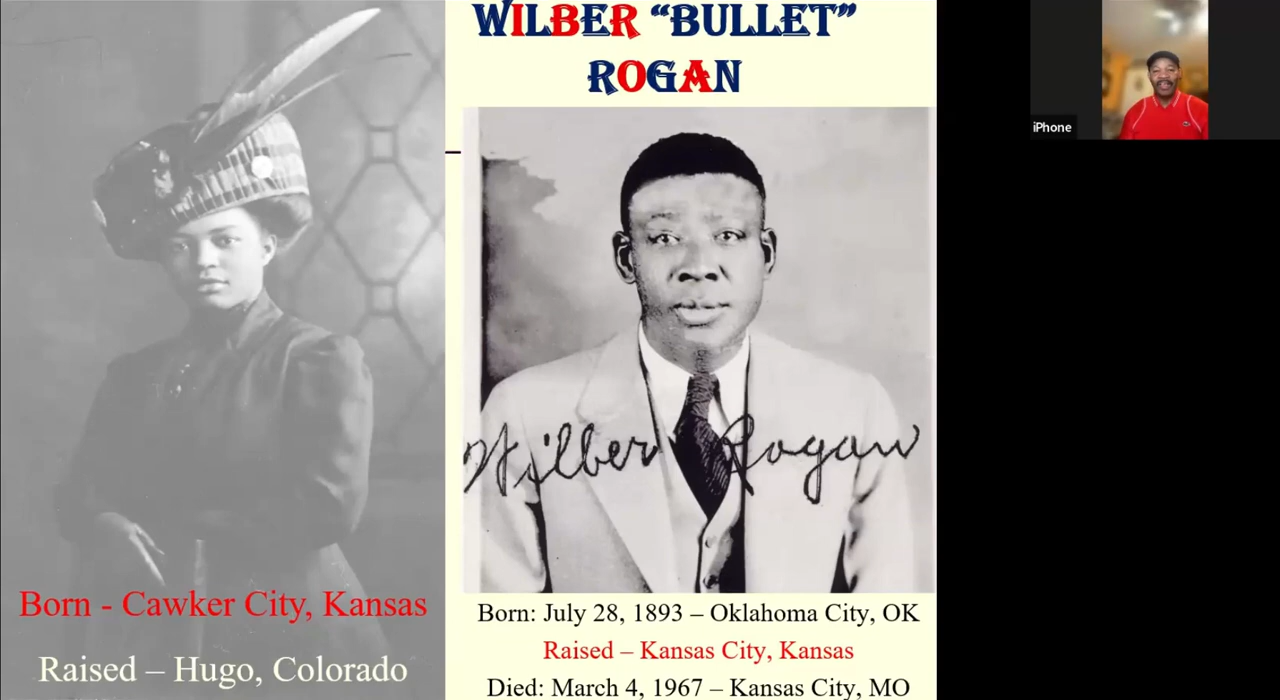 Born - Cawker City, Kansas
Raised – Hugo, Colorado
WILBER “BULLET”
ROGAN
Wilber Rogan
Born: July 28, 1893 – Oklahoma City, OK
Raised – Kansas City, Kansas
Died: March 4, 1967 – Kansas City, MO
iPhone